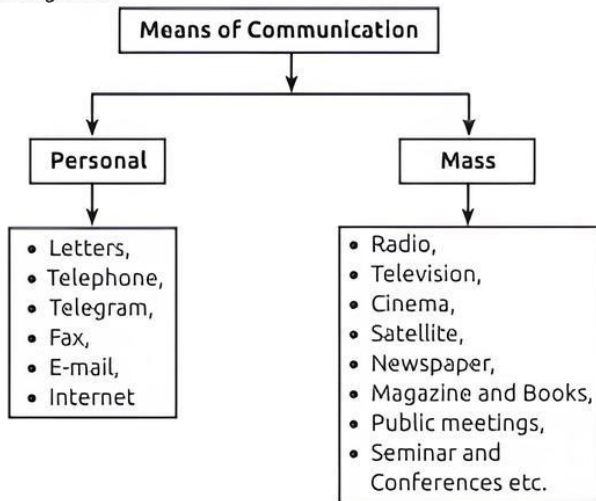 Means of Communication
Personal
Mass
• Letters,
• Telephone,
• Telegram,
• Fax,
• E-mail,
• Internet
• Radio,
• Television,
• Cinema,
• Satellite,
• Newspaper,
• Magazine and Books,
• Public meetings,
• Seminar and
Conferences etc.